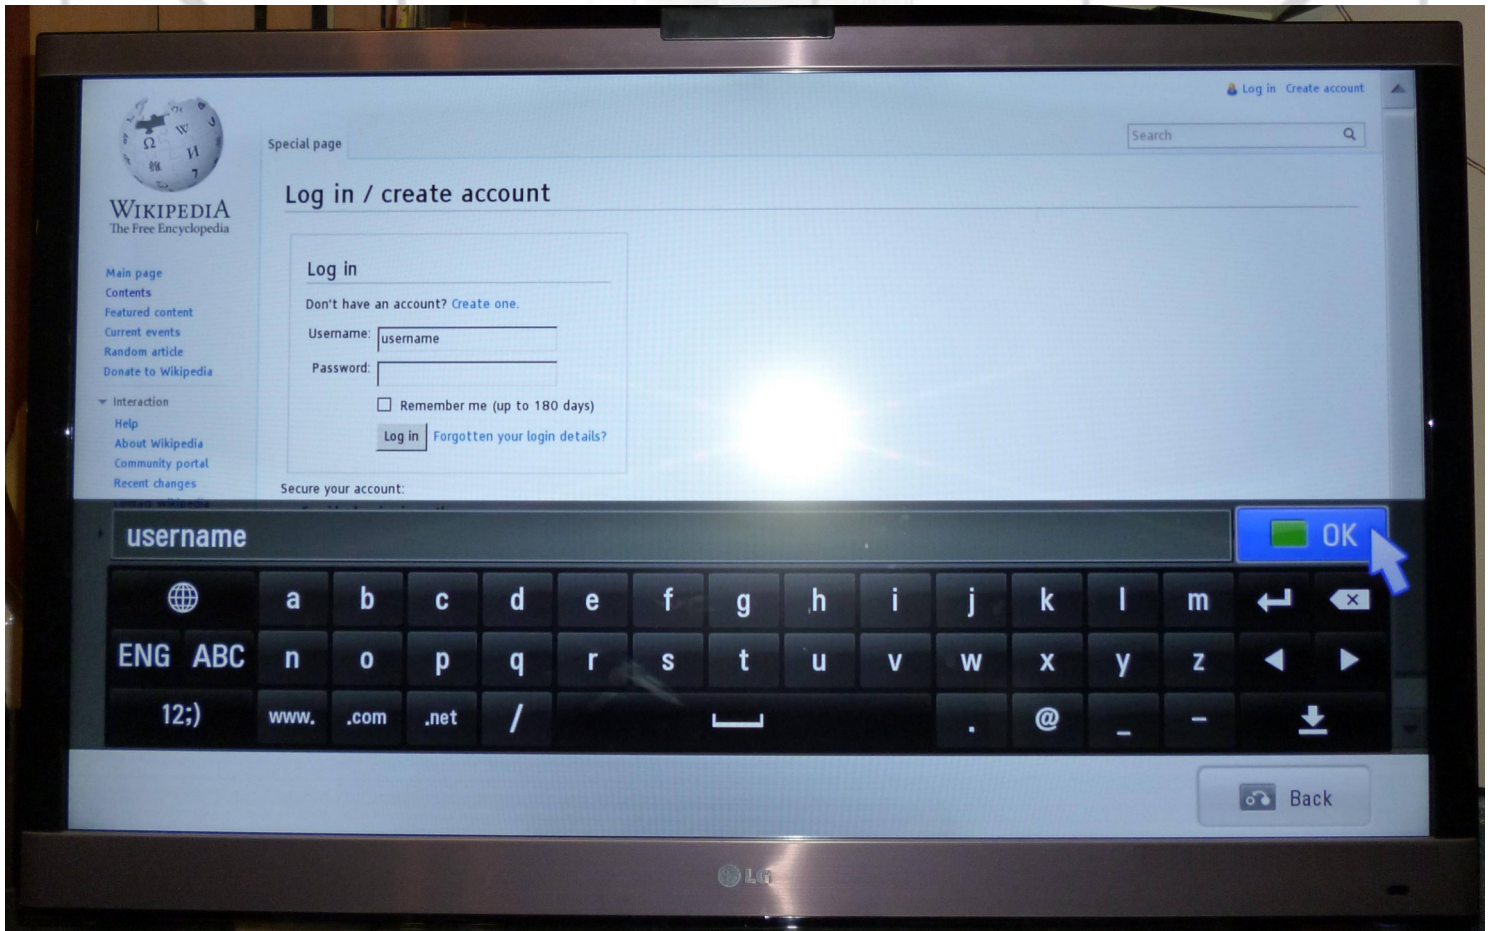 Log in Create account
Search
Special page
Log in / create account
WIKIPEDIA
The Free Encyclopedia
Main page
Contents
Featured content
Current events
Random article
Donate to Wikipedia
Interaction
Help
About Wikipedia
Community portal
Recent changes
Contact Wikipedia
Log in
Don't have an account? Create one.
Username: username
Password:
Remember me (up to 180 days)
Log in Forgotten your login details?
Secure your account:
username OK
a b c d e f g h i j k l m
ENG ABC n o p q r s t u v w x y z
12;) www. .com .net / . @ _ -
Back
LG